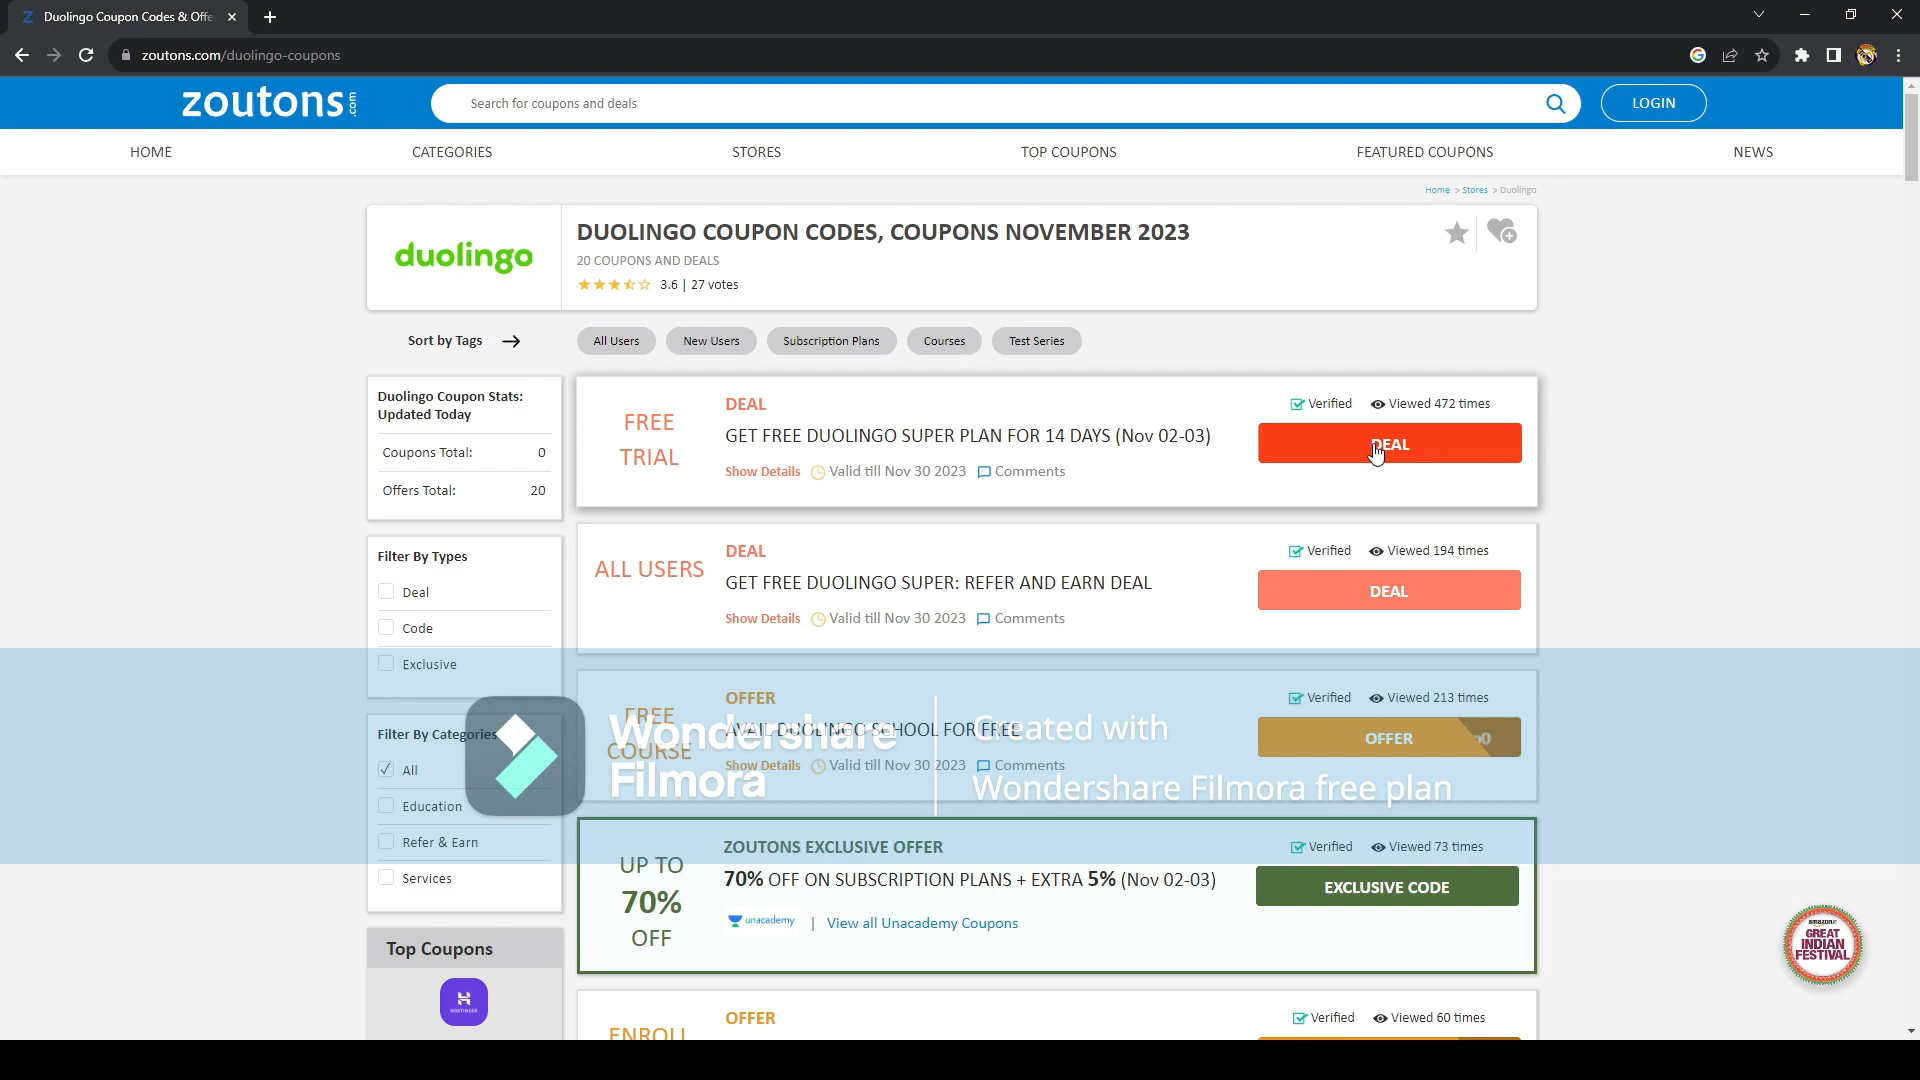 Duolingo Coupon Codes & Offe
zoutons.com/duolingo-coupons
zoutons.com
Search for coupons and deals
LOGIN
HOME
CATEGORIES
STORES
TOP COUPONS
FEATURED COUPONS
NEWS
Home > Stores > Duolingo
duolingo
DUOLINGO COUPON CODES, COUPONS NOVEMBER 2023
20 COUPONS AND DEALS
3.6 | 27 votes
Sort by Tags
All Users
New Users
Subscription Plans
Courses
Test Series
Duolingo Coupon Stats:
Updated Today
Coupons Total: 0
Offers Total: 20
Filter By Types
Deal
Code
Exclusive
Filter By Categories
All
Education
Refer & Earn
Services
Top Coupons
HOSTINGER
FREE
TRIAL
DEAL
GET FREE DUOLINGO SUPER PLAN FOR 14 DAYS (Nov 02-03)
Show Details Valid till Nov 30 2023 Comments
Verified Viewed 472 times
DEAL
ALL USERS
DEAL
GET FREE DUOLINGO SUPER: REFER AND EARN DEAL
Show Details Valid till Nov 30 2023 Comments
Verified Viewed 194 times
DEAL
FREE
COURSE
OFFER
AVAIL DUOLINGO SCHOOL FOR FREE
Show Details Valid till Nov 30 2023 Comments
Verified Viewed 213 times
OFFER
Wondershare
Filmora
Created with
Wondershare Filmora free plan
UP TO
70%
OFF
ZOUTONS EXCLUSIVE OFFER
70% OFF ON SUBSCRIPTION PLANS + EXTRA 5% (Nov 02-03)
unacademy | View all Unacademy Coupons
Verified Viewed 73 times
EXCLUSIVE CODE
ENROLL
OFFER
Verified Viewed 60 times
amazon.in
GREAT
INDIAN
FESTIVAL